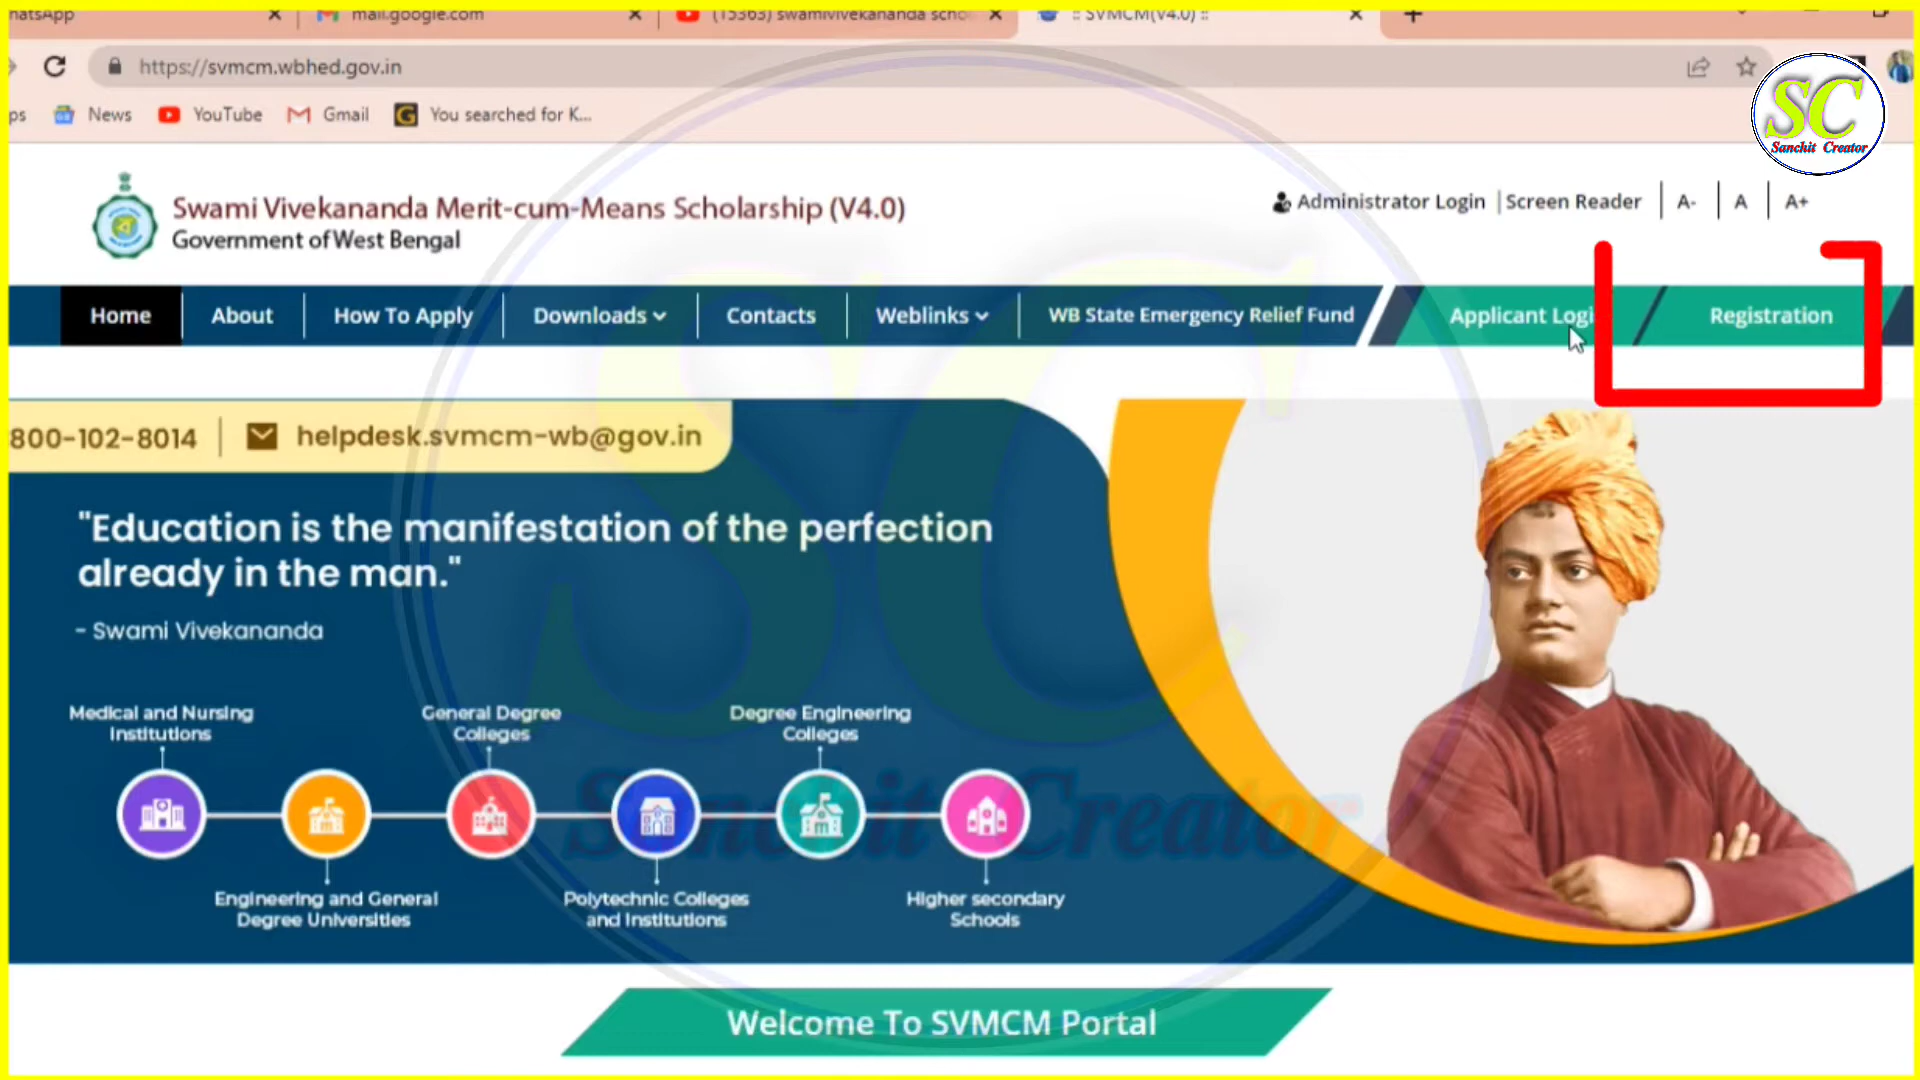 hatsApp
mail.google.com
(15363) swamivivekananda scho
:: SVMCM(V4.0) ::
https://svmcm.wbhed.gov.in
ps
News
YouTube
Gmail
You searched for K...
SC
Sanchit Creator
Swami Vivekananda Merit-cum-Means Scholarship (V4.0)
Government of West Bengal
Administrator Login
Screen Reader
A-
A
A+
Home
About
How To Apply
Downloads
Contacts
Weblinks
WB State Emergency Relief Fund
Applicant Logi
Registration
800-102-8014
helpdesk.svmcm-wb@gov.in
"Education is the manifestation of the perfection
already in the man."
- Swami Vivekananda
Medical and Nursing
Institutions
General Degree
Colleges
Degree Engineering
Colleges
SC
Sanchit Creator
Engineering and General
Degree Universities
Polytechnic Colleges
and Institutions
Higher secondary
Schools
Welcome To SVMCM Portal